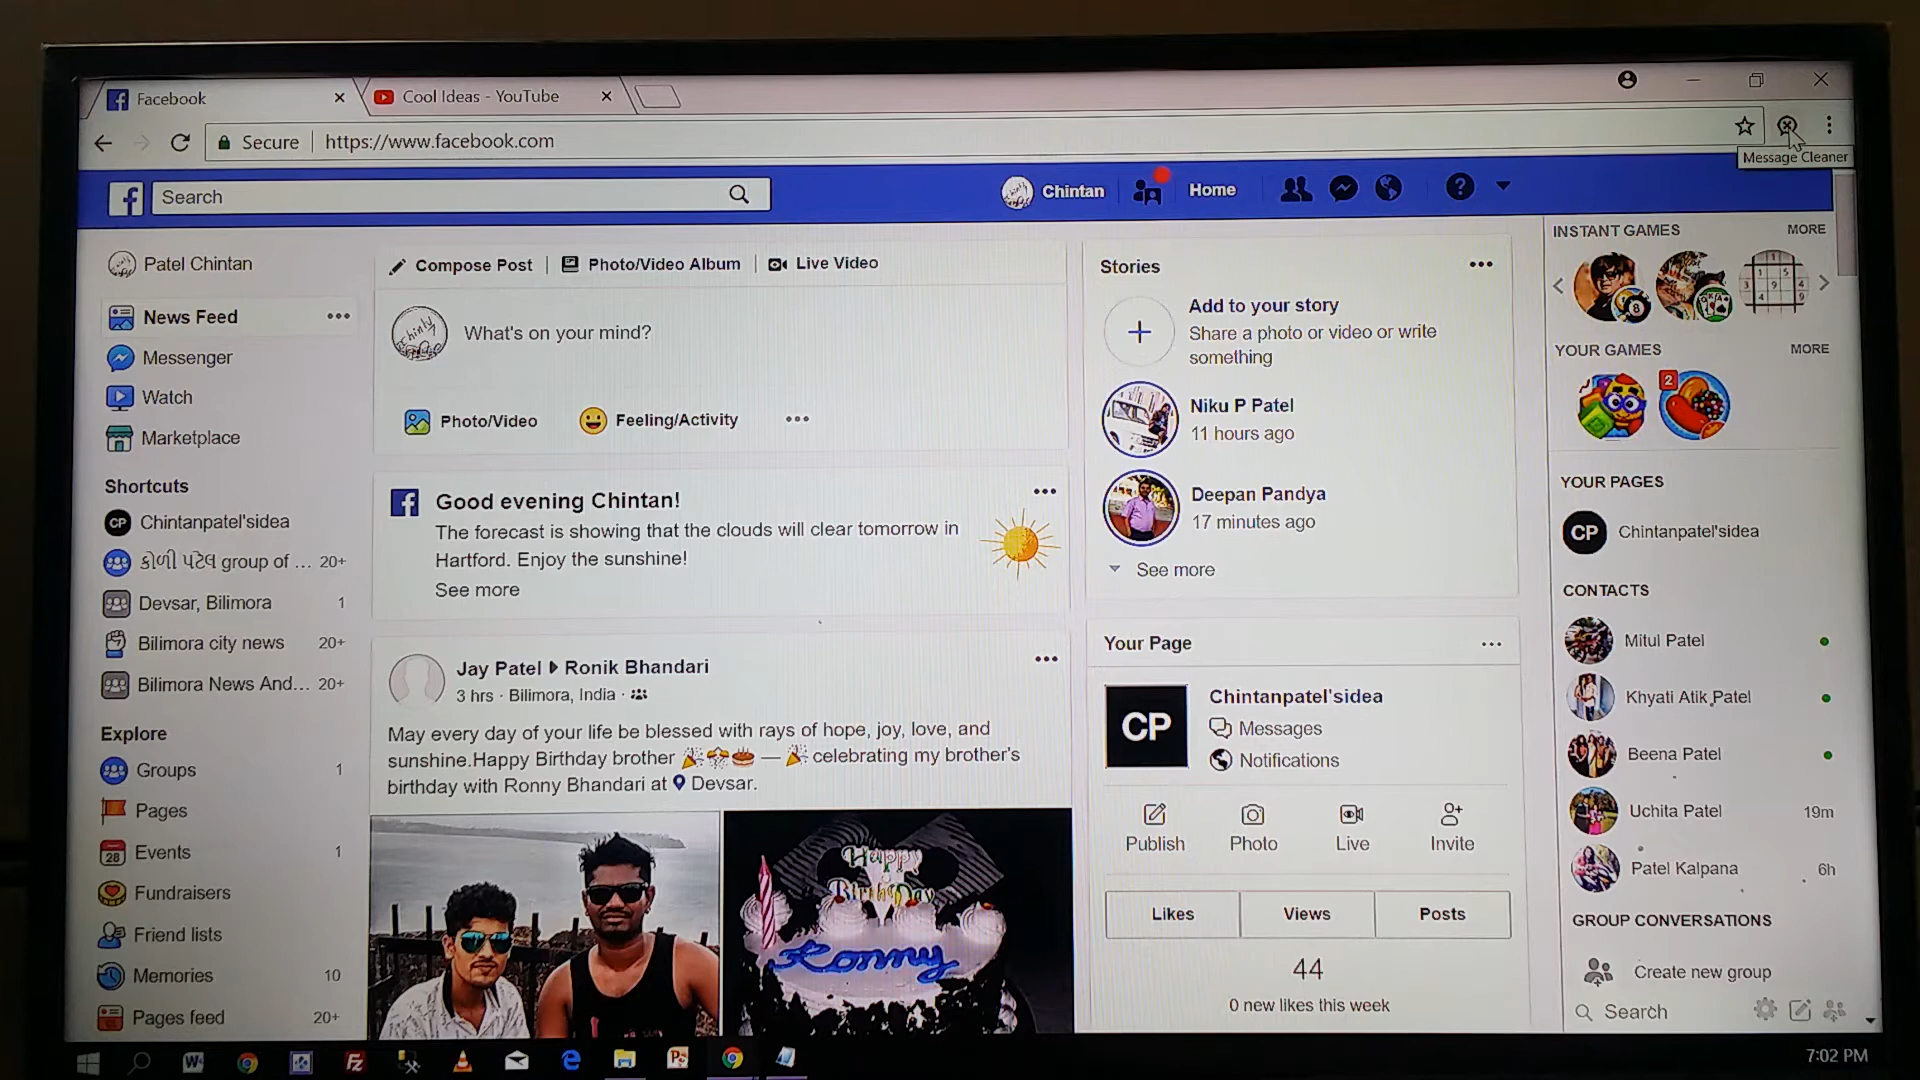 Facebook
Cool Ideas - YouTube
Secure
https://www.facebook.com
Message Cleaner
Search
Chintan
Home
Patel Chintan
News Feed
Messenger
Watch
Marketplace
Shortcuts
CP Chintanpatel'sidea
કોળી પટેલ group of ... 20+
Devsar, Bilimora 1
Bilimora city news 20+
Bilimora News And... 20+
Explore
Groups 1
Pages
28 Events 1
Fundraisers
Friend lists
Memories 10
Pages feed 20+
Compose Post
Photo/Video Album
Live Video
What's on your mind?
Photo/Video
Feeling/Activity
Good evening Chintan!
The forecast is showing that the clouds will clear tomorrow in
Hartford. Enjoy the sunshine!
See more
Jay Patel ▸ Ronik Bhandari
3 hrs · Bilimora, India ·
May every day of your life be blessed with rays of hope, joy, love, and
sunshine.Happy Birthday brother 🎉🎊🎂 — 🎉 celebrating my brother's
birthday with Ronny Bhandari at Devsar.
Happy
Birthday
Ronny
Stories
Add to your story
Share a photo or video or write
something
Niku P Patel
11 hours ago
Deepan Pandya
17 minutes ago
See more
Your Page
CP
Chintanpatel'sidea
Messages
Notifications
Publish
Photo
Live
Invite
Likes
Views
Posts
44
0 new likes this week
INSTANT GAMES MORE
YOUR GAMES MORE
2
YOUR PAGES
CP Chintanpatel'sidea
CONTACTS
Mitul Patel
Khyati Atik Patel
Beena Patel
Uchita Patel 19m
Patel Kalpana 6h
GROUP CONVERSATIONS
Create new group
Search
7:02 PM